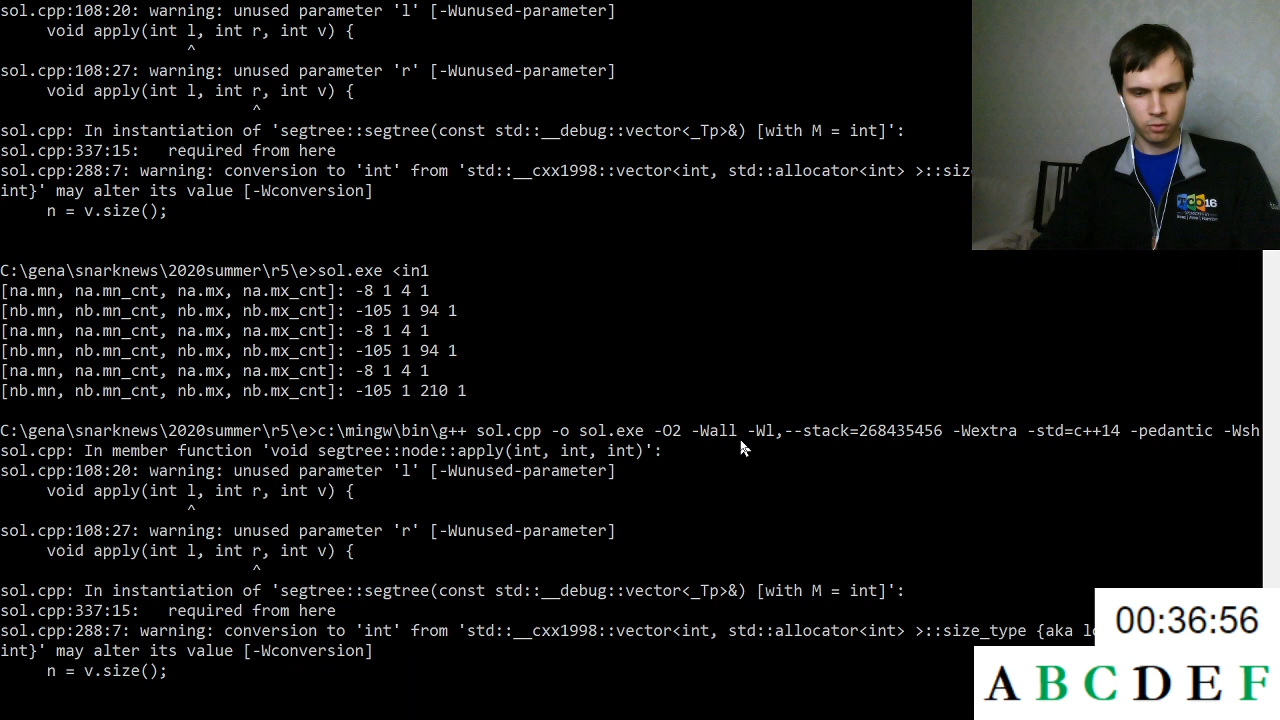 sol.cpp:108:20: warning: unused parameter 'l' [-Wunused-parameter]
void apply(int l, int r, int v) {
^
sol.cpp:108:27: warning: unused parameter 'r' [-Wunused-parameter]
void apply(int l, int r, int v) {
^
sol.cpp: In instantiation of 'segtree::segtree(const std::__debug::vector<_Tp>&) [with M = int]':
sol.cpp:337:15:   required from here
sol.cpp:288:7: warning: conversion to 'int' from 'std::__cxx1998::vector<int, std::allocator<int> >::size
int}' may alter its value [-Wconversion]
n = v.size();
C:\gena\snarknews\2020summer\r5\e>sol.exe <in1
[na.mn, na.mn_cnt, na.mx, na.mx_cnt]: -8 1 4 1
[nb.mn, nb.mn_cnt, nb.mx, nb.mx_cnt]: -105 1 94 1
[na.mn, na.mn_cnt, na.mx, na.mx_cnt]: -8 1 4 1
[nb.mn, nb.mn_cnt, nb.mx, nb.mx_cnt]: -105 1 94 1
[na.mn, na.mn_cnt, na.mx, na.mx_cnt]: -8 1 4 1
[nb.mn, nb.mn_cnt, nb.mx, nb.mx_cnt]: -105 1 210 1
C:\gena\snarknews\2020summer\r5\e>c:\mingw\bin\g++ sol.cpp -o sol.exe -O2 -Wall -Wl,--stack=268435456 -Wextra -std=c++14 -pedantic -Wsh
sol.cpp: In member function 'void segtree::node::apply(int, int, int)':
sol.cpp:108:20: warning: unused parameter 'l' [-Wunused-parameter]
void apply(int l, int r, int v) {
^
sol.cpp:108:27: warning: unused parameter 'r' [-Wunused-parameter]
void apply(int l, int r, int v) {
^
sol.cpp: In instantiation of 'segtree::segtree(const std::__debug::vector<_Tp>&) [with M = int]':
sol.cpp:337:15:   required from here
sol.cpp:288:7: warning: conversion to 'int' from 'std::__cxx1998::vector<int, std::allocator<int> >::size_type {aka lo
int}' may alter its value [-Wconversion]
n = v.size();
TCO16
00:36:56
A B C D E F